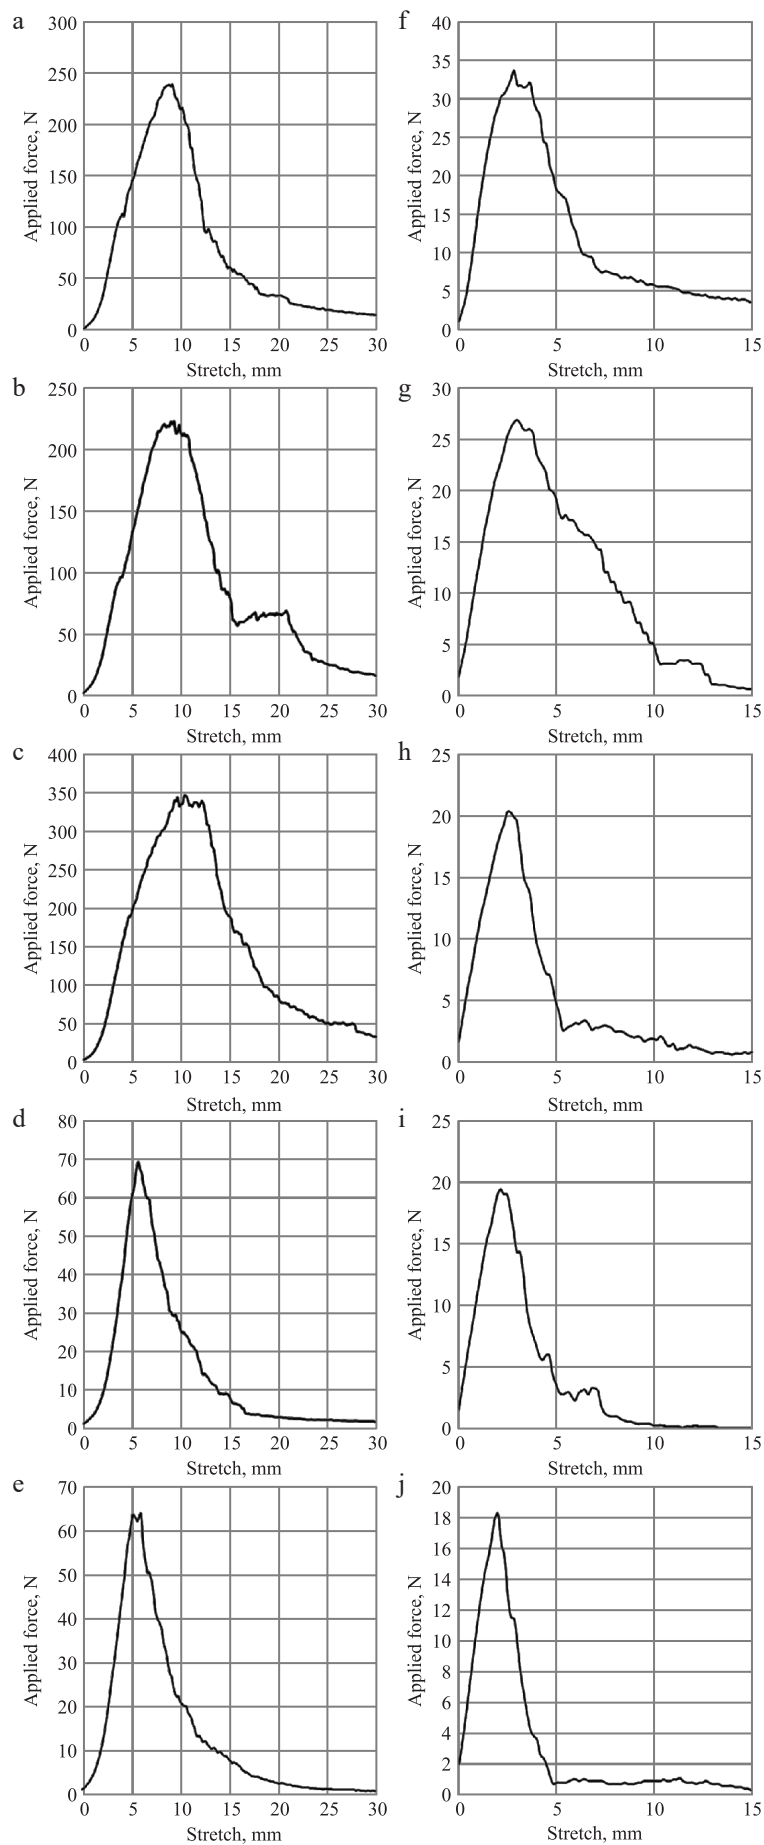 a
300
250
200
150
100
50
0
Applied force, N
0 5 10 15 20 25 30
Stretch, mm
f
40
35
30
25
20
15
10
5
0
Applied force, N
0 5 10 15
Stretch, mm
b
250
200
150
100
50
0
Applied force, N
0 5 10 15 20 25 30
Stretch, mm
g
30
25
20
15
10
5
0
Applied force, N
0 5 10 15
Stretch, mm
c
400
350
300
250
200
150
100
50
0
Applied force, N
0 5 10 15 20 25 30
Stretch, mm
h
25
20
15
10
5
0
Applied force, N
0 5 10 15
Stretch, mm
d
80
70
60
50
40
30
20
10
0
Applied force, N
0 5 10 15 20 25 30
Stretch, mm
i
25
20
15
10
5
0
Applied force, N
0 5 10 15
Stretch, mm
e
70
60
50
40
30
20
10
0
Applied force, N
0 5 10 15 20 25 30
Stretch, mm
j
20
18
16
14
12
10
8
6
4
2
0
Applied force, N
0 5 10 15
Stretch, mm